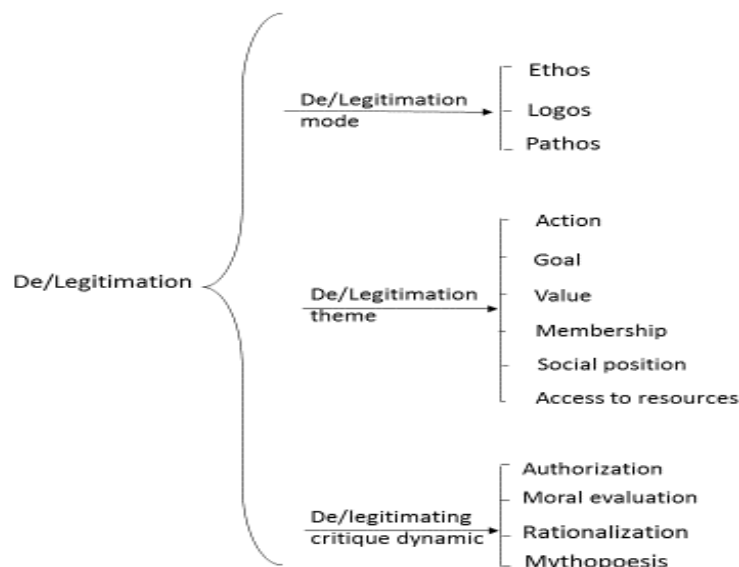 De/Legitimation
De/Legitimation
mode
Ethos
Logos
Pathos
De/Legitimation
theme
Action
Goal
Value
Membership
Social position
Access to resources
De/legitimating
critique dynamic
Authorization
Moral evaluation
Rationalization
Mythopoesis